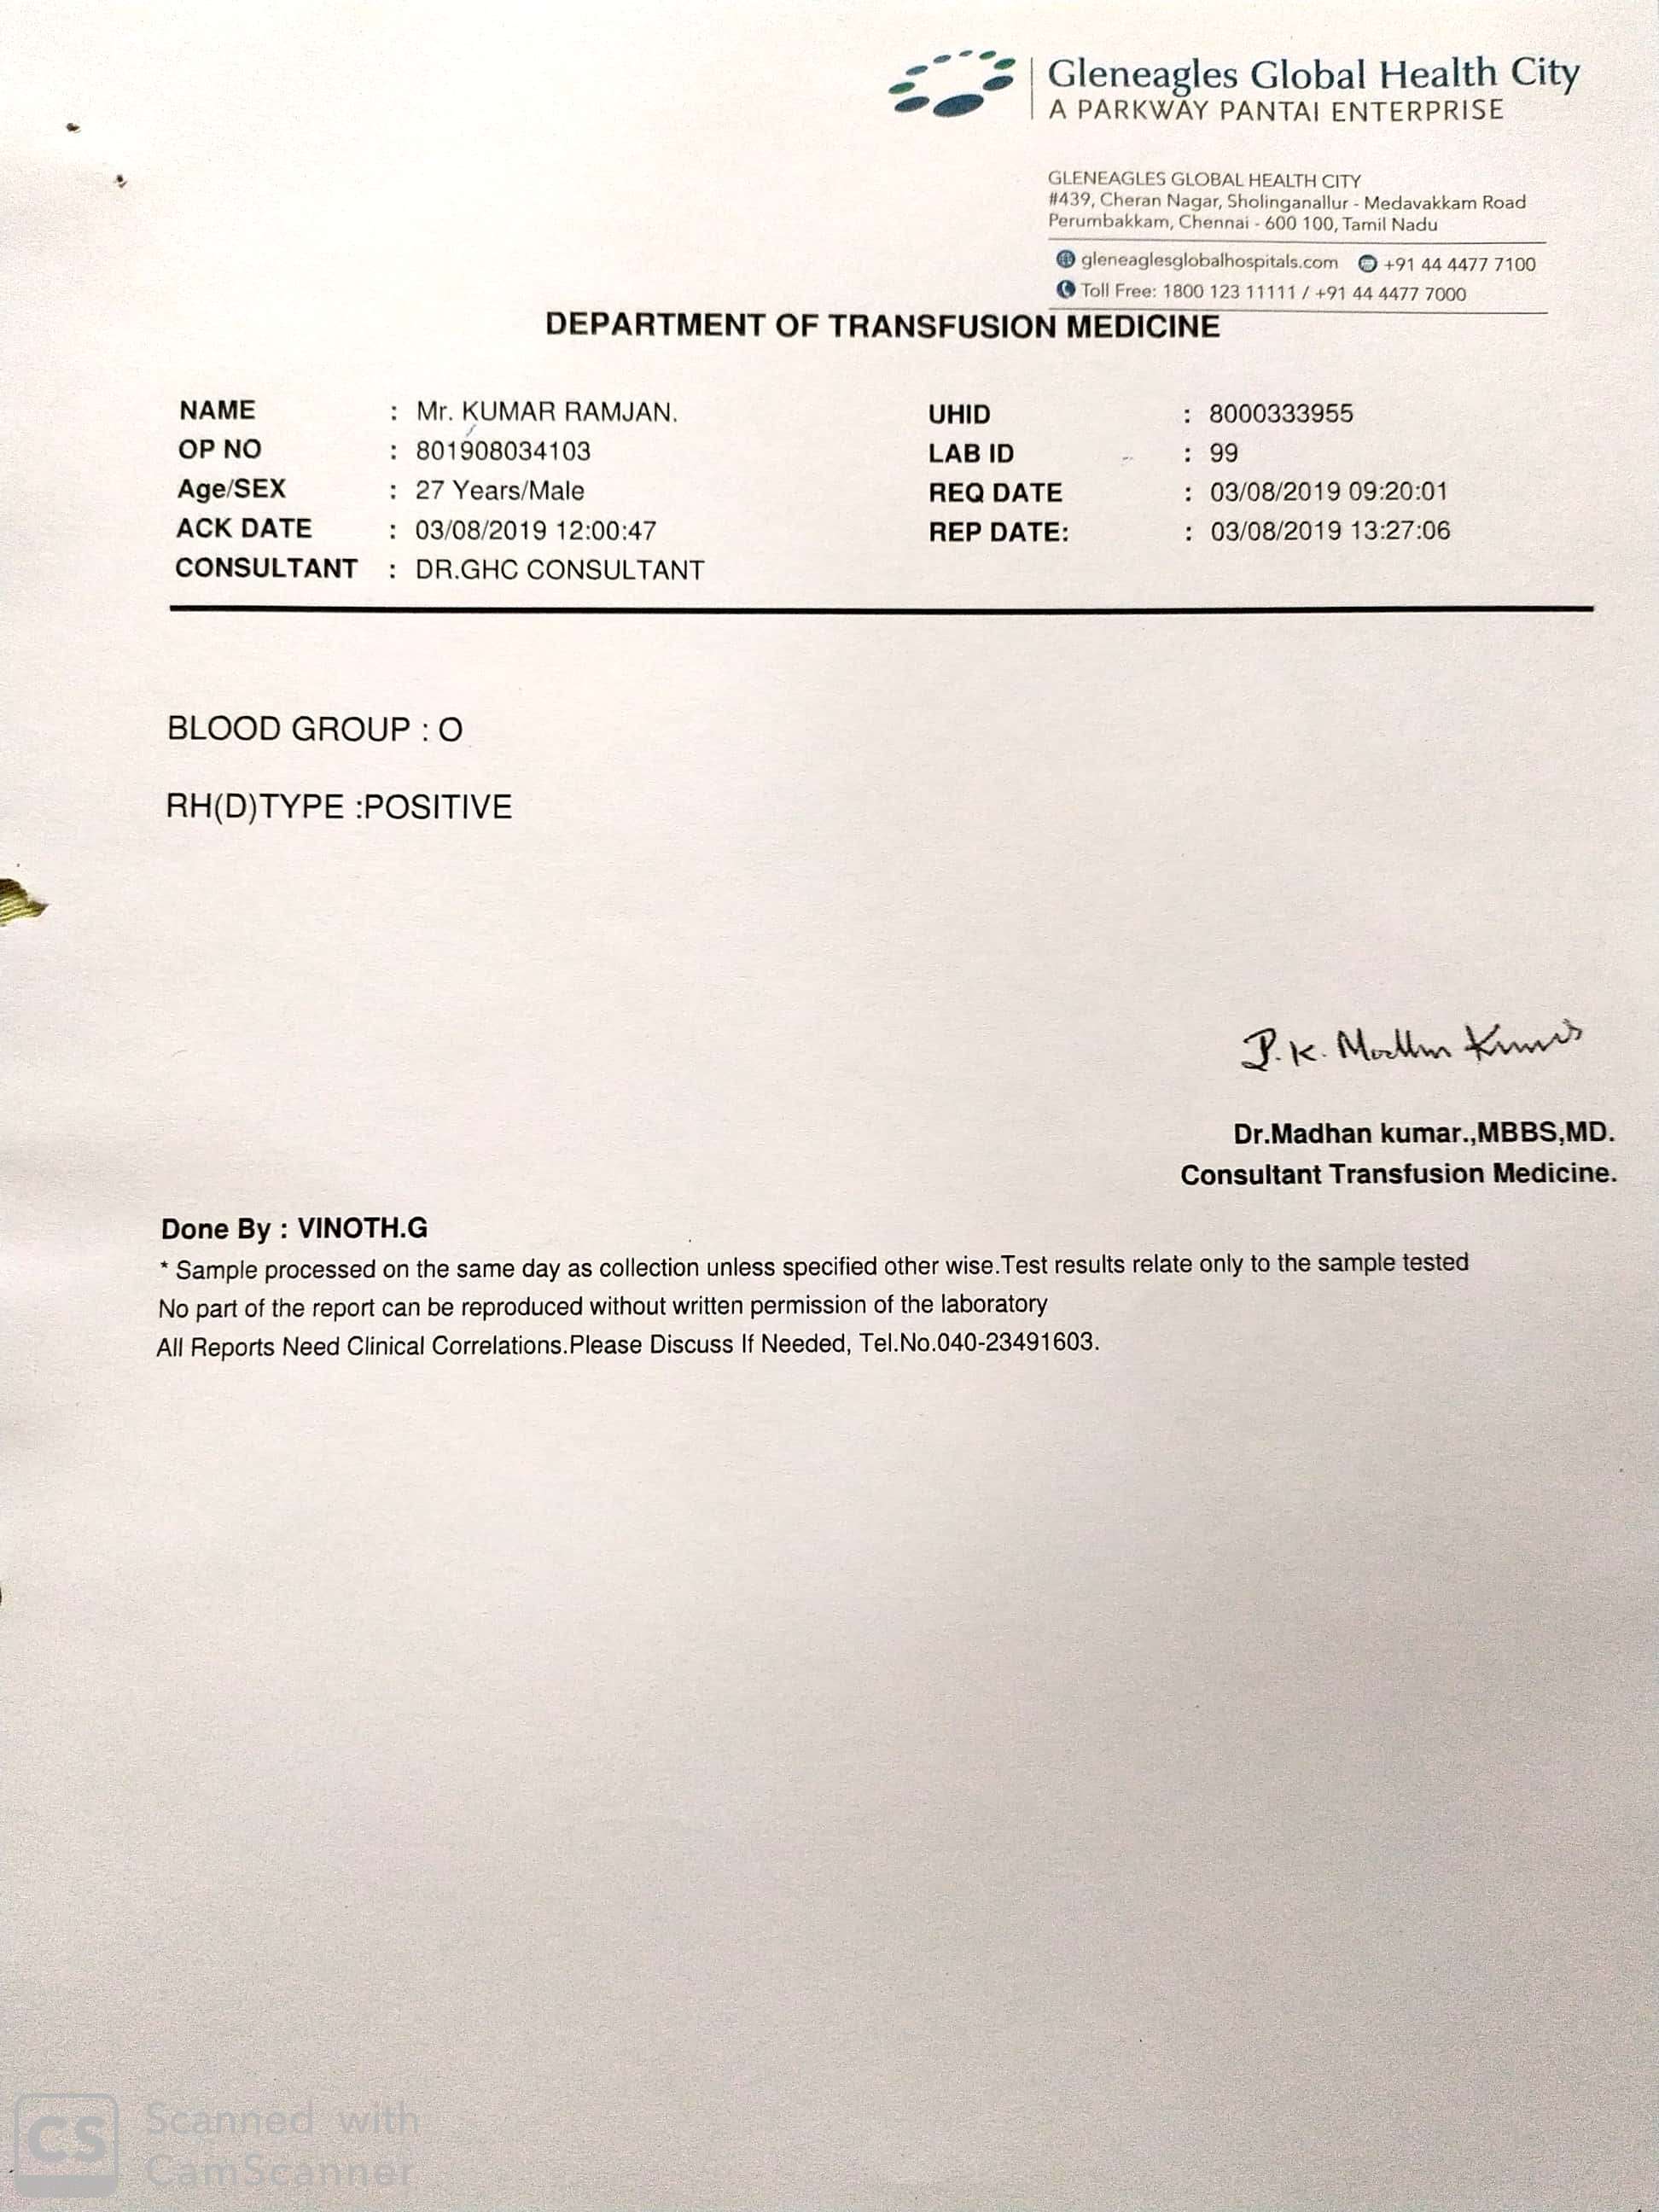 Gleneagles Global Health City
A PARKWAY PANTAI ENTERPRISE
GLENEAGLES GLOBAL HEALTH CITY
#439, Cheran Nagar, Sholinganallur - Medavakkam Road
Perumbakkam, Chennai - 600 100, Tamil Nadu
gleneaglesglobalhospitals.com +91 44 4477 7100
Toll Free: 1800 123 11111 / +91 44 4477 7000
DEPARTMENT OF TRANSFUSION MEDICINE
NAME : Mr. KUMAR RAMJAN. UHID : 8000333955
OP NO : 801908034103 LAB ID : 99
Age/SEX : 27 Years/Male REQ DATE : 03/08/2019 09:20:01
ACK DATE : 03/08/2019 12:00:47 REP DATE: : 03/08/2019 13:27:06
CONSULTANT : DR.GHC CONSULTANT
BLOOD GROUP : O
RH(D)TYPE :POSITIVE
P.K. Madhan Kumar
Dr.Madhan kumar.,MBBS,MD.
Consultant Transfusion Medicine.
Done By : VINOTH.G
* Sample processed on the same day as collection unless specified other wise.Test results relate only to the sample tested
No part of the report can be reproduced without written permission of the laboratory
All Reports Need Clinical Correlations.Please Discuss If Needed, Tel.No.040-23491603.
CS Scanned with
CamScanner